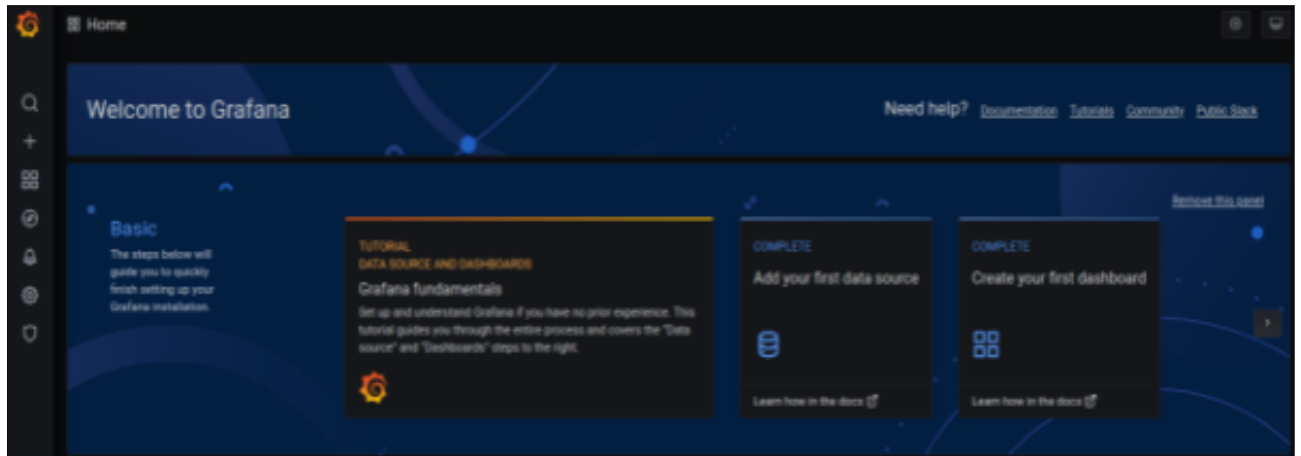 Home
Welcome to Grafana
Need help? Documentation Tutorials Community Public Slack
Remove this panel
Basic
The steps below will
guide you to quickly
finish setting up your
Grafana installation.
TUTORIAL
DATA SOURCE AND DASHBOARDS
Grafana fundamentals
Set up and understand Grafana if you have no prior experience. This
tutorial guides you through the entire process and covers the "Data
source" and "Dashboards" steps to the right.
COMPLETE
Add your first data source
Learn how in the docs
COMPLETE
Create your first dashboard
Learn how in the docs